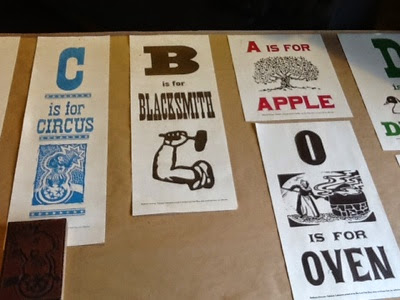 C
is for
CIRCUS
B
is for
BLACKSMITH
A IS FOR
APPLE
O
IS FOR
OVEN
D